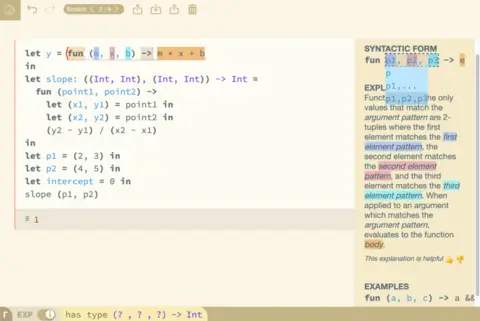 Scratch ( 2 / 6 )
let y = fun (m, x, b) -> m * x + b
in
let slope: ((Int, Int), (Int, Int)) -> Int =
fun (point1, point2) ->
let (x1, y1) = point1 in
let (x2, y2) = point2 in
(y2 - y1) / (x2 - x1)
in
let p1 = (2, 3) in
let p2 = (4, 5) in
let intercept = 0 in
slope (p1, p2)
= 1
SYNTACTIC FORM
fun p1, p2, p3 -> e
p
p1,...
p1,p2,p3
EXPL
Funct he only
values that match the
argument pattern are 2-
tuples where the first
element matches the first
element pattern, the
second element matches
the second element
pattern, and the third
element matches the third
element pattern. When
applied to an argument
which matches the
argument pattern,
evaluates to the function
body.
This explanation is helpful 👍 👎
EXAMPLES
fun (a, b, c) -> a &&
Γ EXP has type (? , ? , ?) -> Int